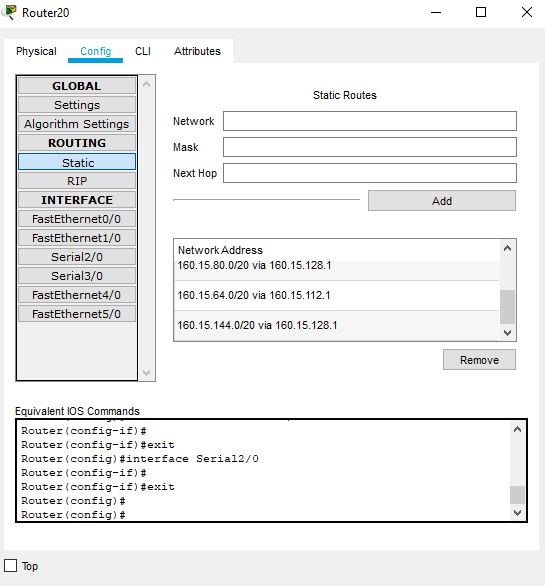 Router20
Physical Config CLI Attributes
GLOBAL
Settings
Algorithm Settings
ROUTING
Static
RIP
INTERFACE
FastEthernet0/0
FastEthernet1/0
Serial2/0
Serial3/0
FastEthernet4/0
FastEthernet5/0
Static Routes
Network
Mask
Next Hop
Add
Network Address
160.15.80.0/20 via 160.15.128.1
160.15.64.0/20 via 160.15.112.1
160.15.144.0/20 via 160.15.128.1
Remove
Equivalent IOS Commands
Router(config-if)#
Router(config-if)#exit
Router(config)#interface Serial2/0
Router(config-if)#
Router(config-if)#exit
Router(config)#
Router(config)#
Top